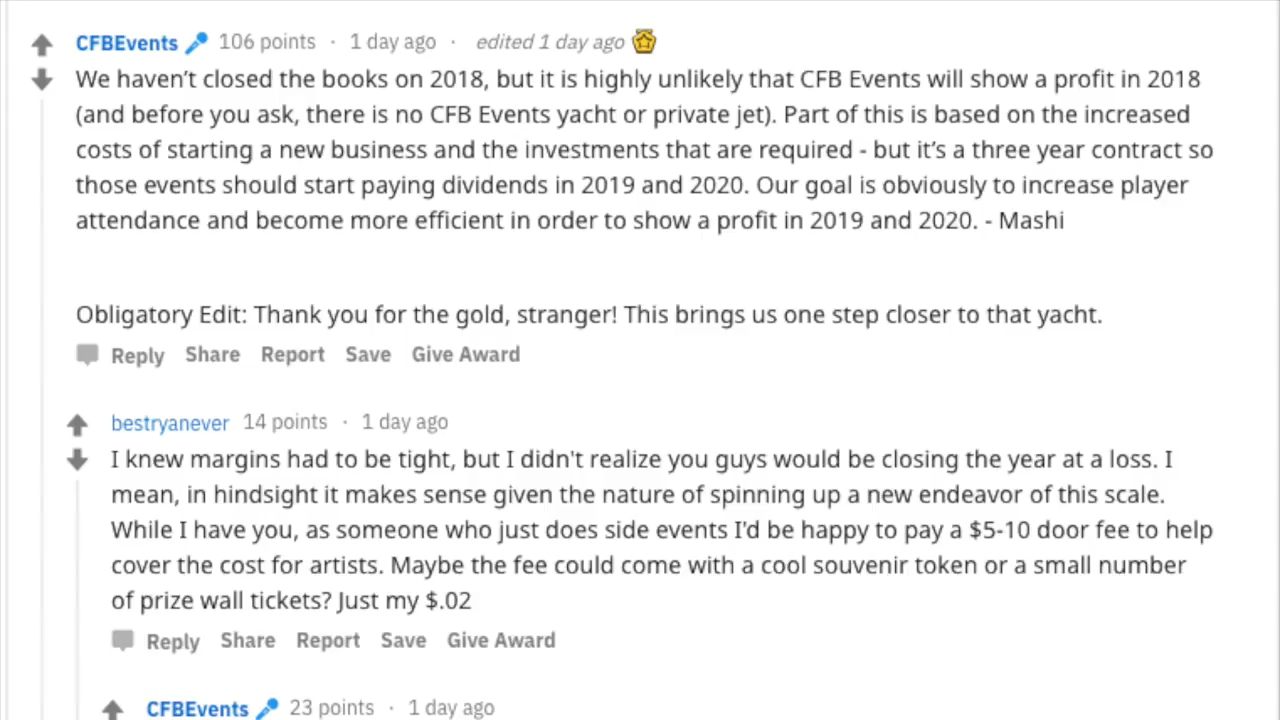 CFBEvents 106 points · 1 day ago · edited 1 day ago
We haven’t closed the books on 2018, but it is highly unlikely that CFB Events will show a profit in 2018
(and before you ask, there is no CFB Events yacht or private jet). Part of this is based on the increased
costs of starting a new business and the investments that are required - but it’s a three year contract so
those events should start paying dividends in 2019 and 2020. Our goal is obviously to increase player
attendance and become more efficient in order to show a profit in 2019 and 2020. - Mashi
Obligatory Edit: Thank you for the gold, stranger! This brings us one step closer to that yacht.
Reply Share Report Save Give Award
bestryanever 14 points · 1 day ago
I knew margins had to be tight, but I didn't realize you guys would be closing the year at a loss. I
mean, in hindsight it makes sense given the nature of spinning up a new endeavor of this scale.
While I have you, as someone who just does side events I'd be happy to pay a $5-10 door fee to help
cover the cost for artists. Maybe the fee could come with a cool souvenir token or a small number
of prize wall tickets? Just my $.02
Reply Share Report Save Give Award
CFBEvents 23 points · 1 day ago